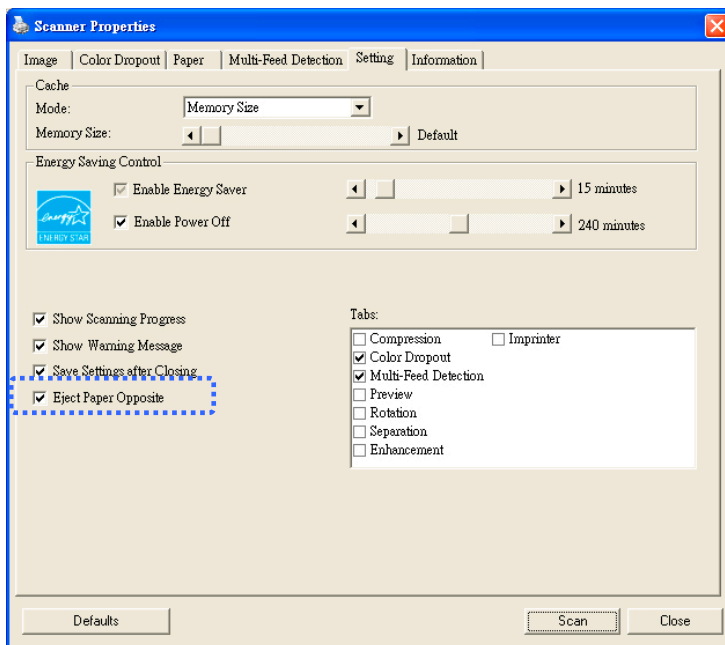 Scanner Properties
Image Color Dropout Paper Multi-Feed Detection Setting Information
Cache
Mode: Memory Size
Memory Size: Default
Energy Saving Control
Enable Energy Saver 15 minutes
Enable Power Off 240 minutes
energy
ENERGY STAR
Show Scanning Progress
Show Warning Message
Save Settings after Closing
Eject Paper Opposite
Tabs:
Compression Imprinter
Color Dropout
Multi-Feed Detection
Preview
Rotation
Separation
Enhancement
Defaults Scan Close